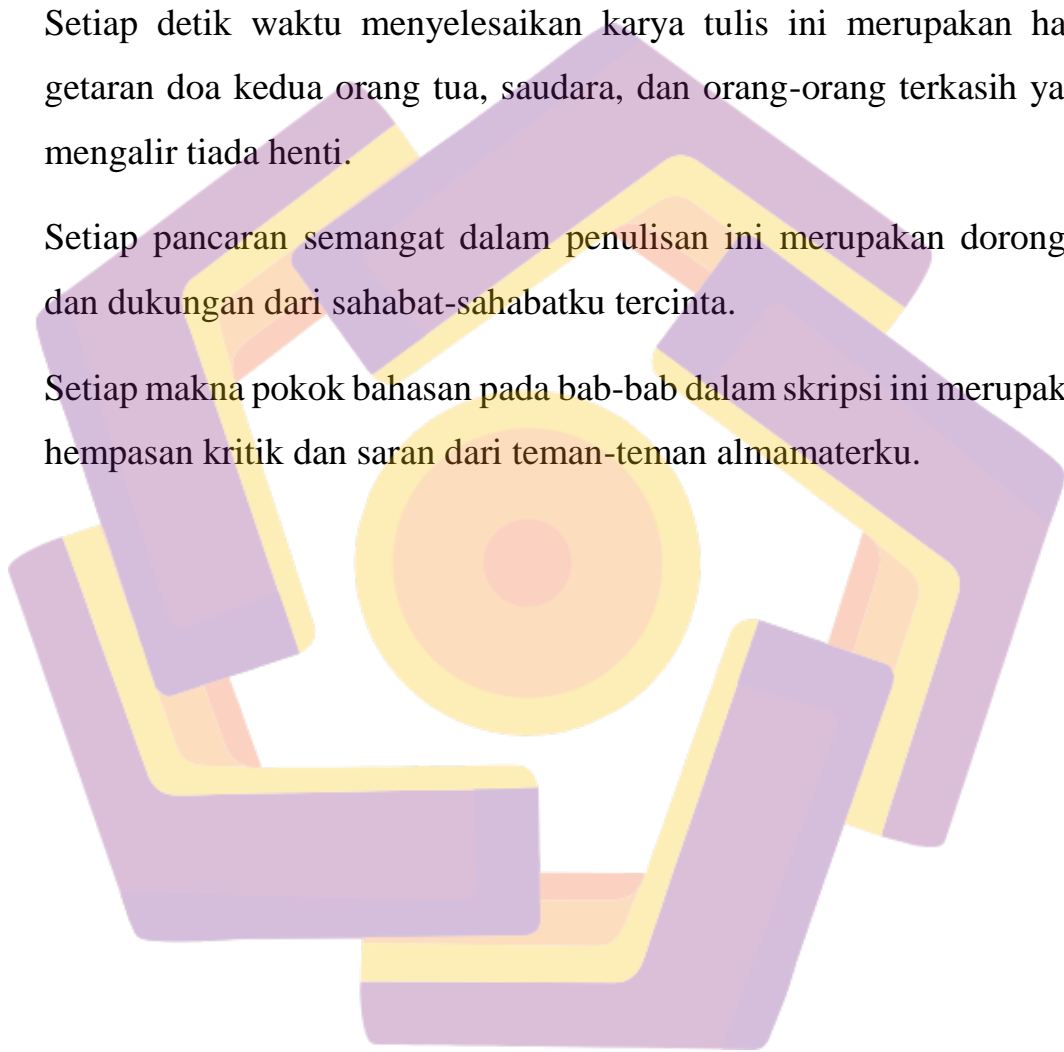 Setiap detik waktu menyelesaikan karya tulis ini merupakan ha
getaran doa kedua orang tua, saudara, dan orang-orang terkasih ya
mengalir tiada henti.
Setiap pancaran semangat dalam penulisan ini merupakan dorong
dan dukungan dari sahabat-sahabatku tercinta.
Setiap makna pokok bahasan pada bab-bab dalam skripsi ini merupak
hempasan kritik dan saran dari teman-teman almamaterku.